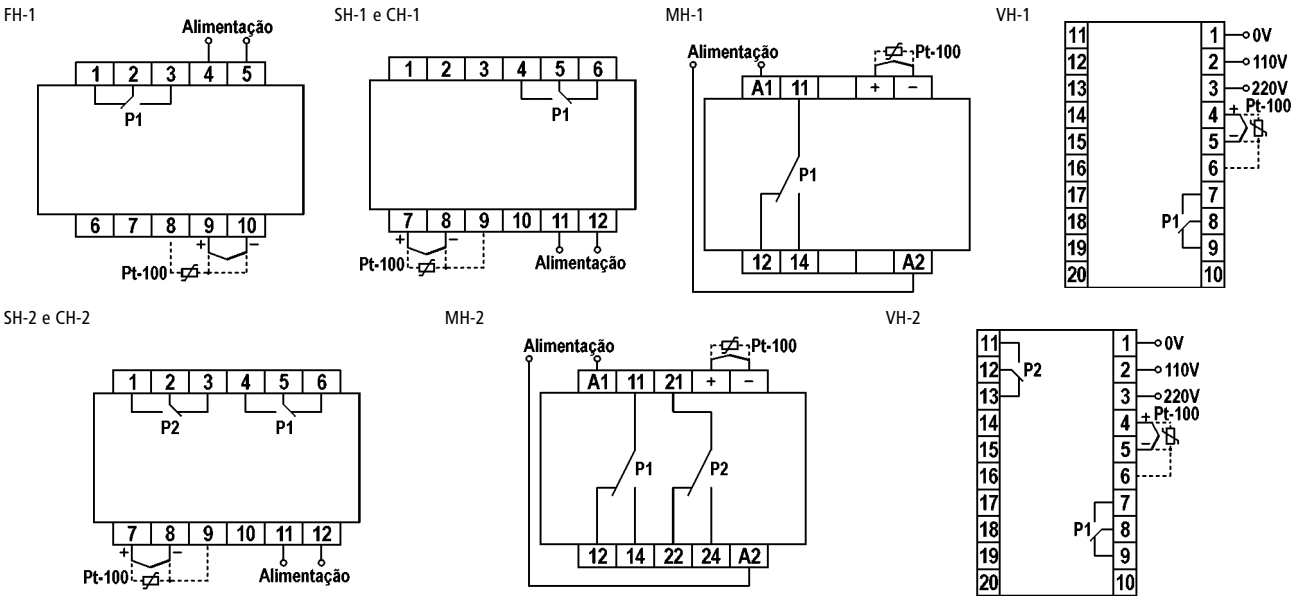 FH-1
Alimentação
1 2 3 4 5
P1
6 7 8 9 10
+ −
Pt-100
SH-1 e CH-1
1 2 3 4 5 6
P1
7 8 9 10 11 12
+ −
Pt-100
Alimentação
MH-1
Alimentação
Pt-100
A1 11 + −
P1
12 14 A2
VH-1
11 1 0V
12 2 110V
13 3 220V
14 4 + Pt-100
15 5 −
16 6
17 7
18 P1 8
19 9
20 10
SH-2 e CH-2
1 2 3 4 5 6
P2 P1
7 8 9 10 11 12
+ −
Pt-100
Alimentação
MH-2
Alimentação
Pt-100
A1 11 21 + −
P1 P2
12 14 22 24 A2
VH-2
11 1 0V
12 P2 2 110V
13 3 220V
14 4 + Pt-100
15 5 −
16 6
17 7
18 P1 8
19 9
20 10